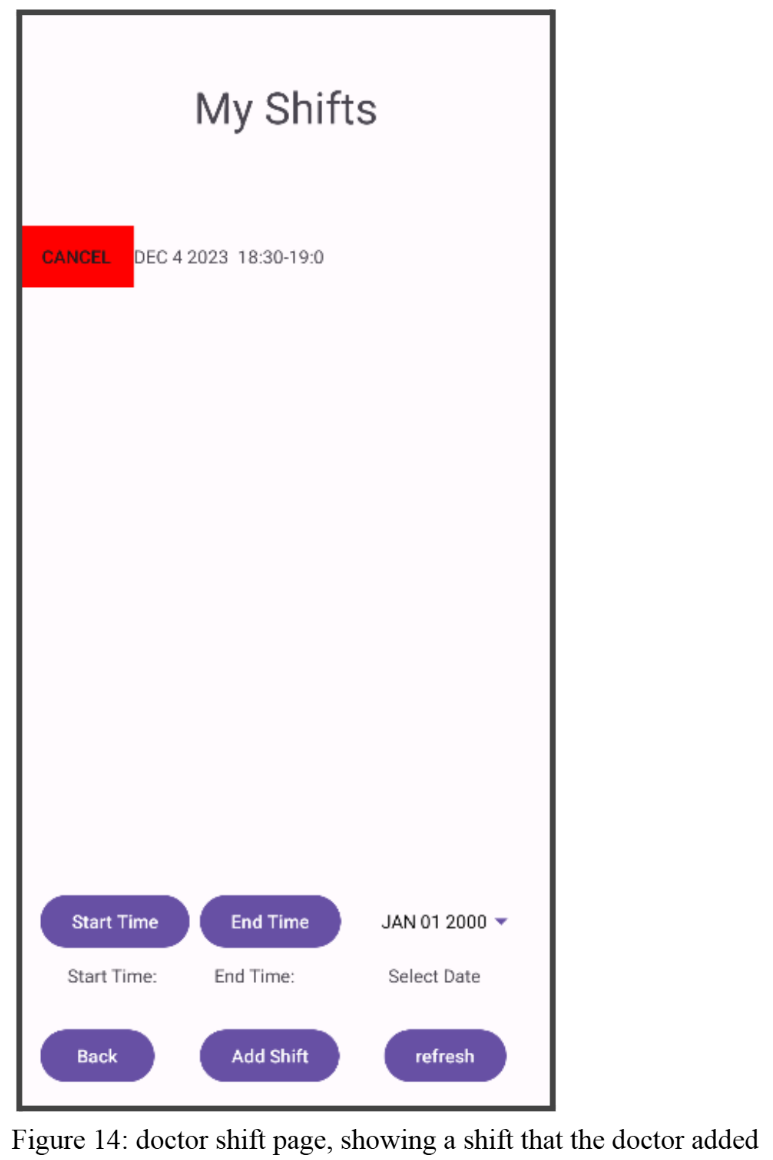 My Shifts
CANCEL DEC 4 2023 18:30-19:0
Start Time End Time JAN 01 2000
Start Time: End Time: Select Date
Back Add Shift refresh
Figure 14: doctor shift page, showing a shift that the doctor added